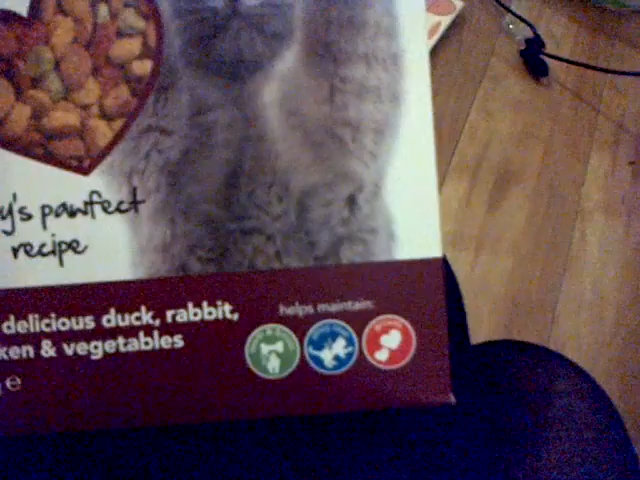 y's pawfect
recipe
delicious duck, rabbit,
ken & vegetables
helps maintain:
e